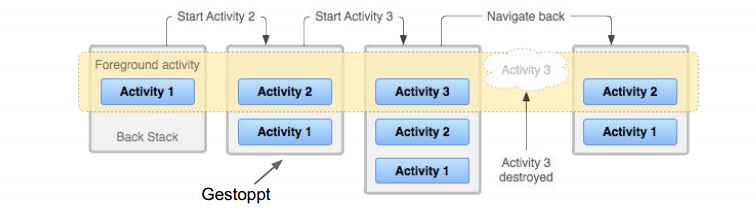 Start Activity 2
Start Activity 3
Navigate back
Foreground activity
Activity 1
Back Stack
Activity 2
Activity 1
Gestoppt
Activity 3
Activity 2
Activity 1
Activity 3
Activity 3
destroyed
Activity 2
Activity 1